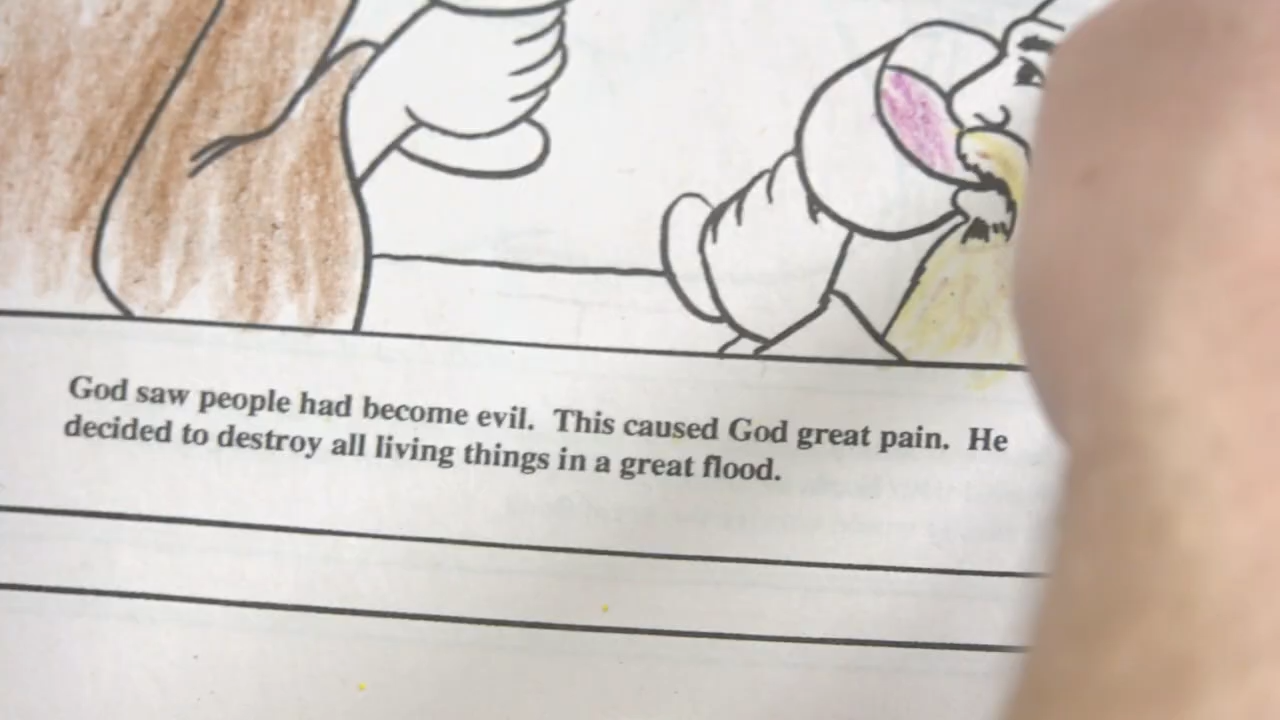 God saw people had become evil. This caused God great pain. He
decided to destroy all living things in a great flood.